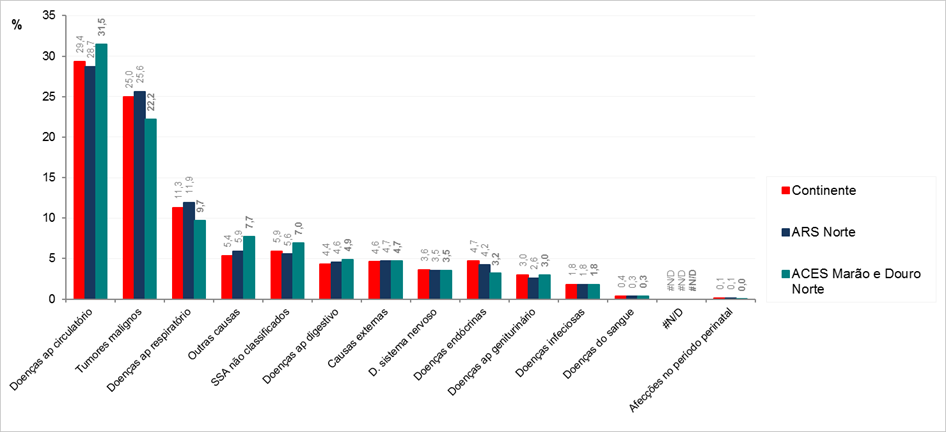 %
35
30
25
20
15
10
5
0
29,4
28,7
31,5
25,0
25,6
22,2
11,3
11,9
9,7
5,4
5,9
7,7
5,9
5,6
7,0
4,4
4,6
4,9
4,6
4,7
4,7
3,6
3,5
3,5
4,7
4,2
3,2
3,0
2,6
3,0
1,8
1,8
1,8
0,4
0,3
0,3
#N/D
#N/D
#N/D
0,1
0,1
0,0
Doenças ap circulatório
Tumores malignos
Doenças ap respiratório
Outras causas
SSA não classificados
Doenças ap digestivo
Causas externas
D. sistema nervoso
Doenças endócrinas
Doenças ap geniturinário
Doenças infeciosas
Doenças do sangue
#N/D
Afecções no período perinatal
Continente
ARS Norte
ACES Marão e Douro
Norte